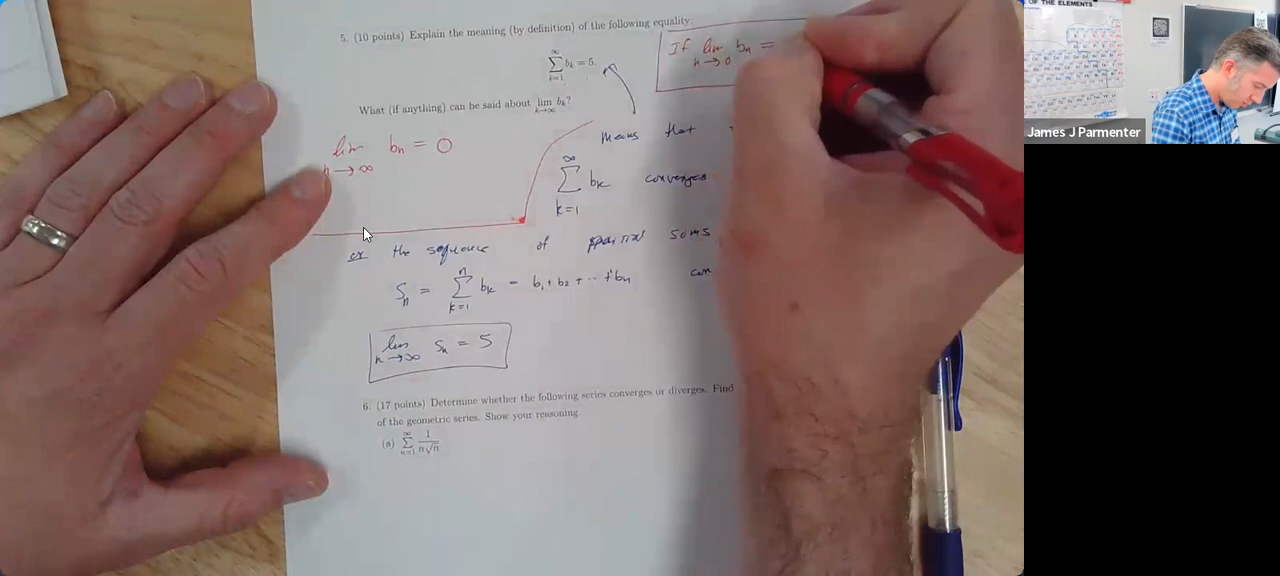 5. (10 points) Explain the meaning (by definition) of the following equality.
∞
∑ bₖ = 5.
k=1
What (if anything) can be said about lim bₖ?
k→∞
If lim bn =
n → 0
lim bn = 0
n → ∞
means that
∞
∑ bk converges
k=1
or the sequence of partial sums
n
Sn = ∑ bk = b1 + b2 + ... + bn
k=1
lim Sn = 5
n → ∞
6. (17 points) Determine whether the following series converges or diverges. Find
of the geometric series. Show your reasoning.
(a) ∞
∑ 1/(n√n)
n=1
OF THE ELEMENTS
James J Parmenter